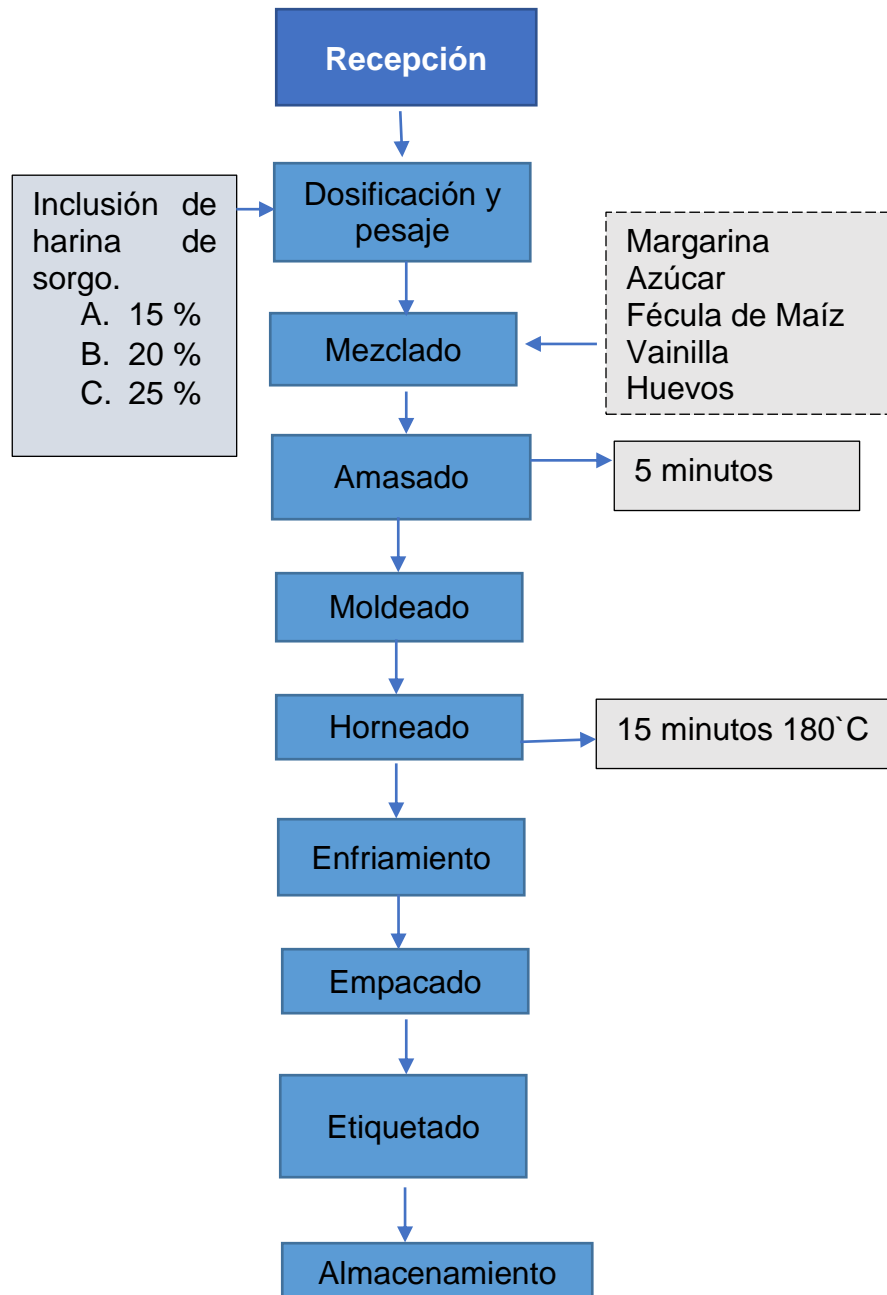 Recepción
Dosificación y
pesaje
Inclusión de
harina de
sorgo.
A. 15 %
B. 20 %
C. 25 %
Margarina
Azúcar
Fécula de Maíz
Vainilla
Huevos
Mezclado
Amasado
5 minutos
Moldeado
Horneado
15 minutos 180`C
Enfriamiento
Empacado
Etiquetado
Almacenamiento